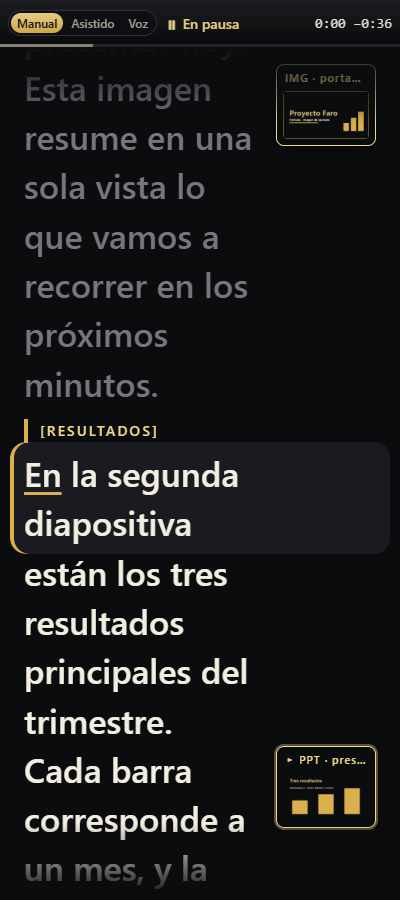 Manual Asistido Voz En pausa 0:00 −0:36
Esta imagen
resume en una
sola vista lo
que vamos a
recorrer en los
próximos
minutos.
IMG · porta...
Proyecto Faro
[RESULTADOS]
En la segunda
diapositiva
están los tres
resultados
principales del
trimestre.
Cada barra
corresponde a
un mes, y la
PPT · pres...
Tres resultados